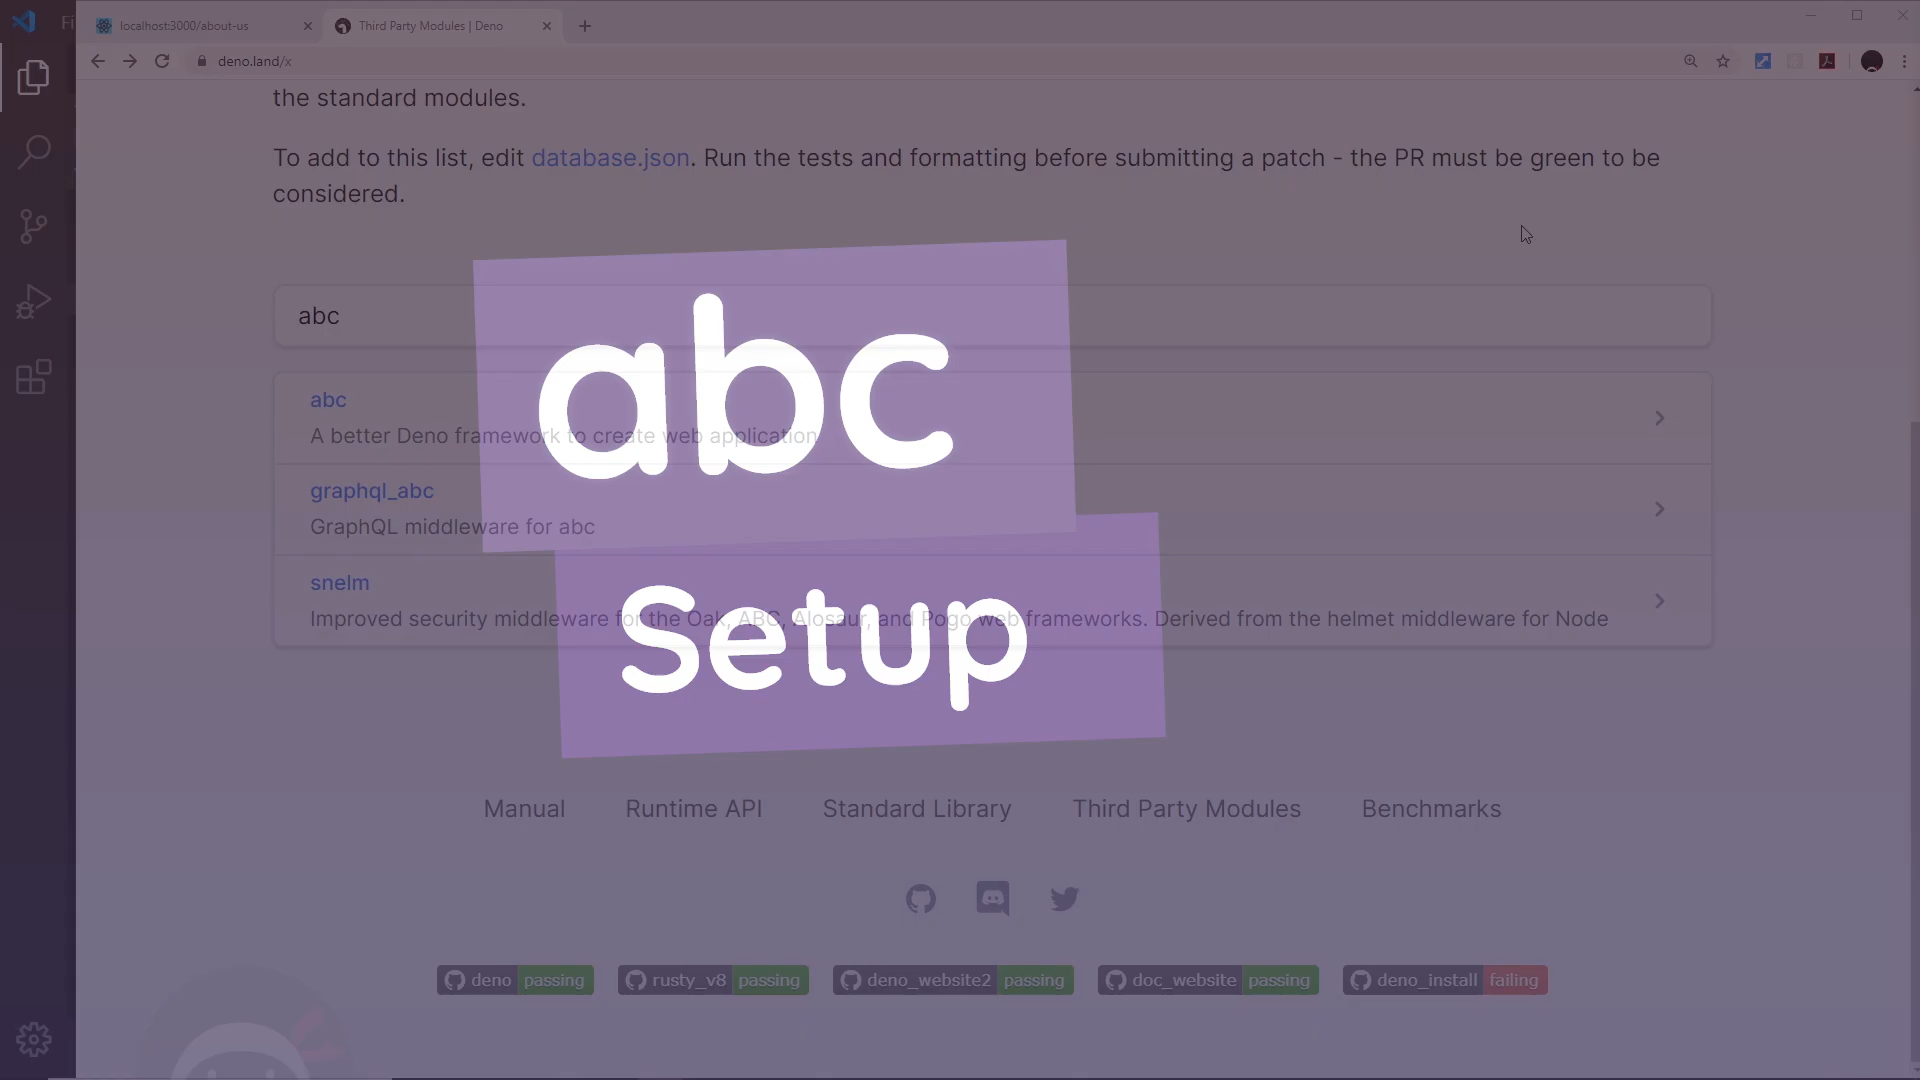 Fi
localhost:3000/about-us
Third Party Modules | Deno
deno.land/x
the standard modules.
To add to this list, edit database.json. Run the tests and formatting before submitting a patch - the PR must be green to be
considered.
abc
abc
abc
A better Deno framework to create web application
graphql_abc
GraphQL middleware for abc
snelm
Improved security middleware for the Oak, ABC, Alosaur, and Pogo web frameworks. Derived from the helmet middleware for Node
Setup
Manual Runtime API Standard Library Third Party Modules Benchmarks
deno passing rusty_v8 passing deno_website2 passing doc_website passing deno_install failing